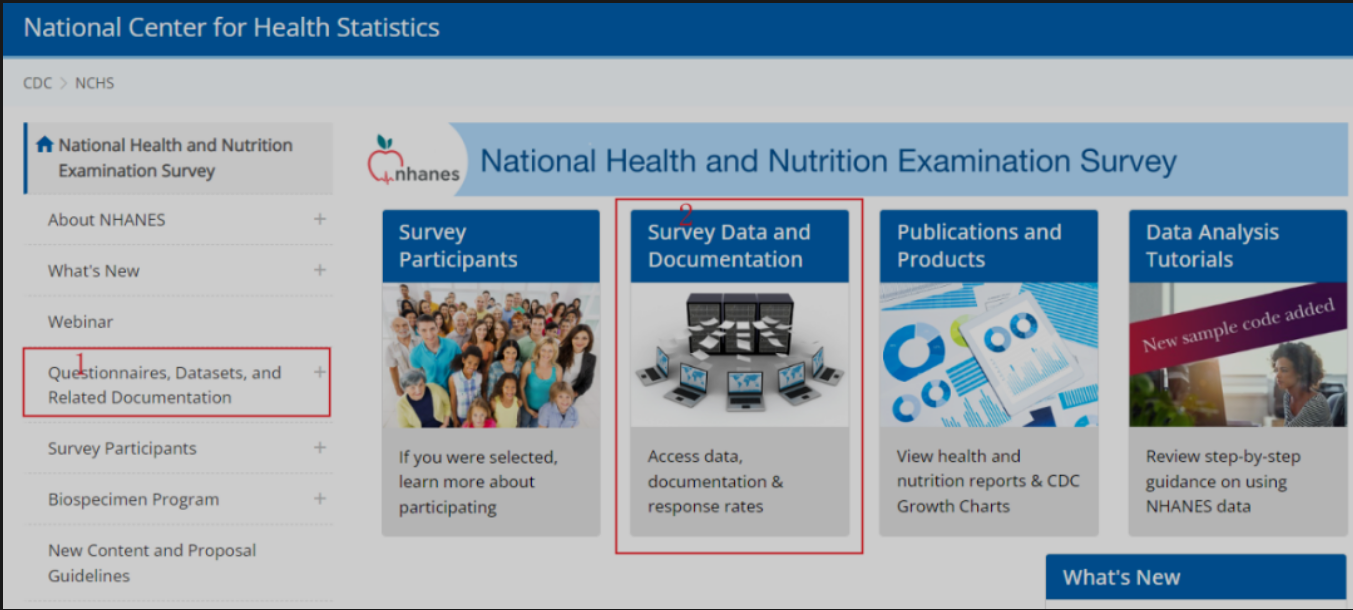 National Center for Health Statistics
CDC > NCHS
National Health and Nutrition
Examination Survey
About NHANES
What's New
Webinar
1
Questionnaires, Datasets, and
Related Documentation
Survey Participants
Biospecimen Program
New Content and Proposal
Guidelines
nhanes
National Health and Nutrition Examination Survey
Survey
Participants
If you were selected,
learn more about
participating
2
Survey Data and
Documentation
Access data,
documentation &
response rates
Publications and
Products
View health and
nutrition reports & CDC
Growth Charts
Data Analysis
Tutorials
New sample code added
Review step-by-step
guidance on using
NHANES data
What's New